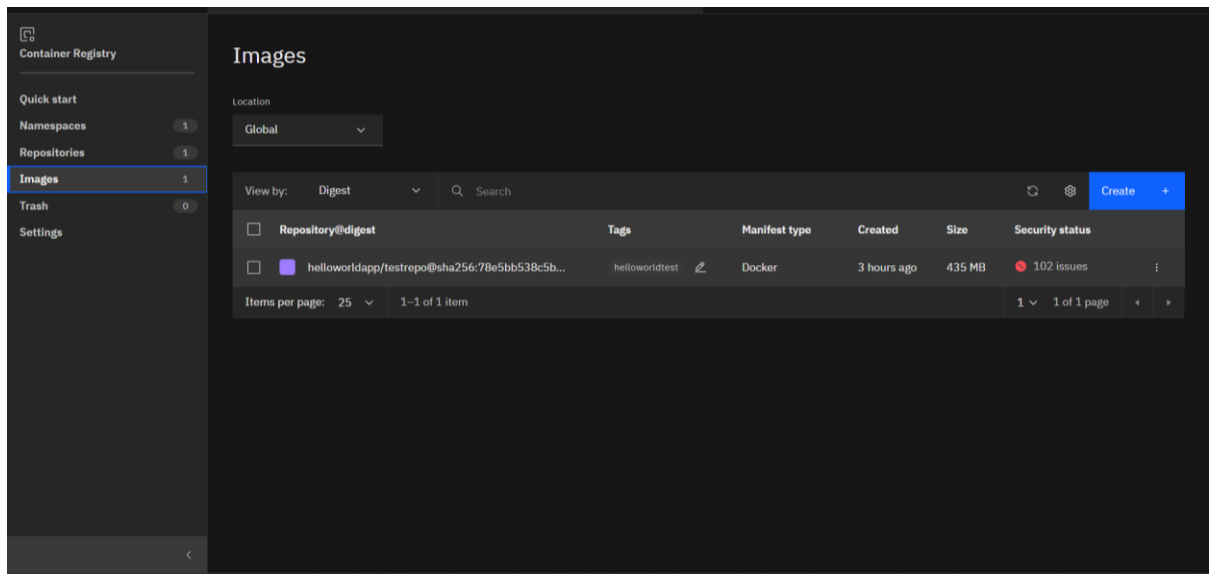 Container Registry
Quick start
Namespaces 1
Repositories 1
Images 1
Trash 0
Settings
Images
Location
Global
View by: Digest Search Create +
Repository@digest Tags Manifest type Created Size Security status
helloworldapp/testrepo@sha256:78e5bb538c5b... helloworldtest Docker 3 hours ago 435 MB 102 issues
Items per page: 25 1–1 of 1 item 1 1 of 1 page